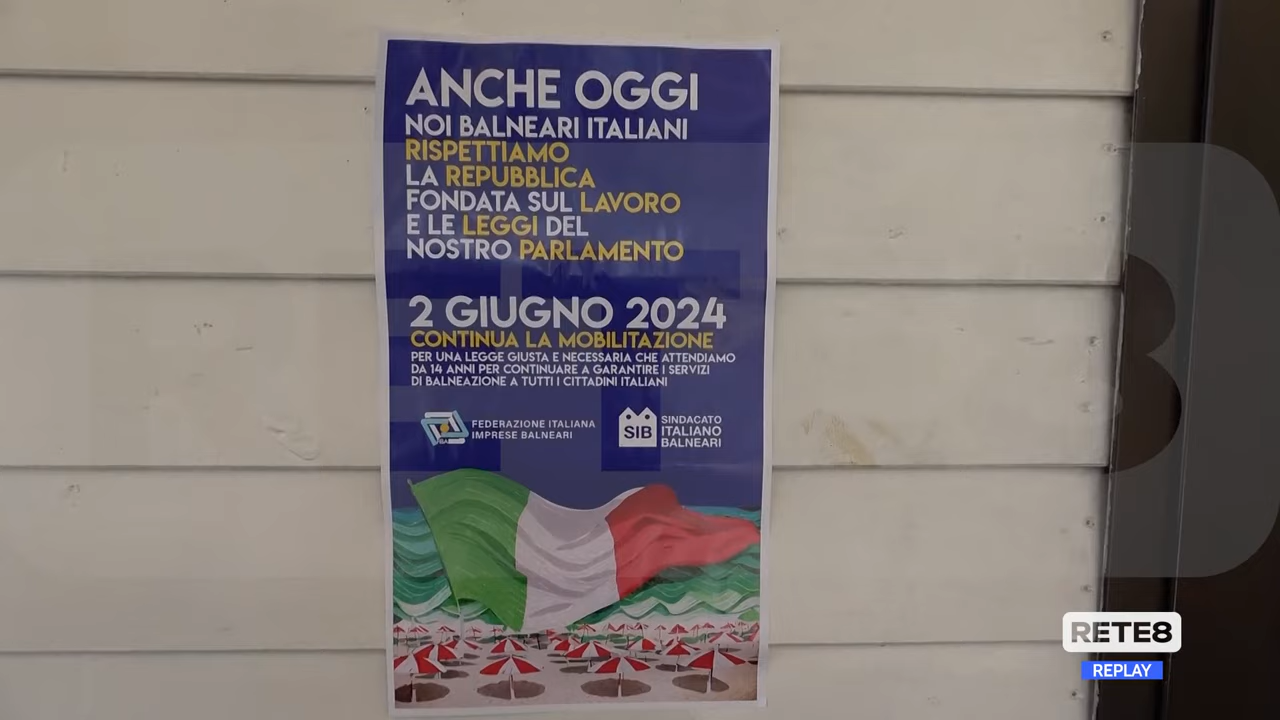 ANCHE OGGI
NOI BALNEARI ITALIANI
RISPETTIAMO
LA REPUBBLICA
FONDATA SUL LAVORO
E LE LEGGI DEL
NOSTRO PARLAMENTO
2 GIUGNO 2024
CONTINUA LA MOBILITAZIONE
PER UNA LEGGE GIUSTA E NECESSARIA CHE ATTENDIAMO
DA 14 ANNI PER CONTINUARE A GARANTIRE I SERVIZI
DI BALNEAZIONE A TUTTI I CITTADINI ITALIANI
FEDERAZIONE ITALIANA
IMPRESE BALNEARI
SIB
SINDACATO
ITALIANO
BALNEARI
RETE8
REPLAY